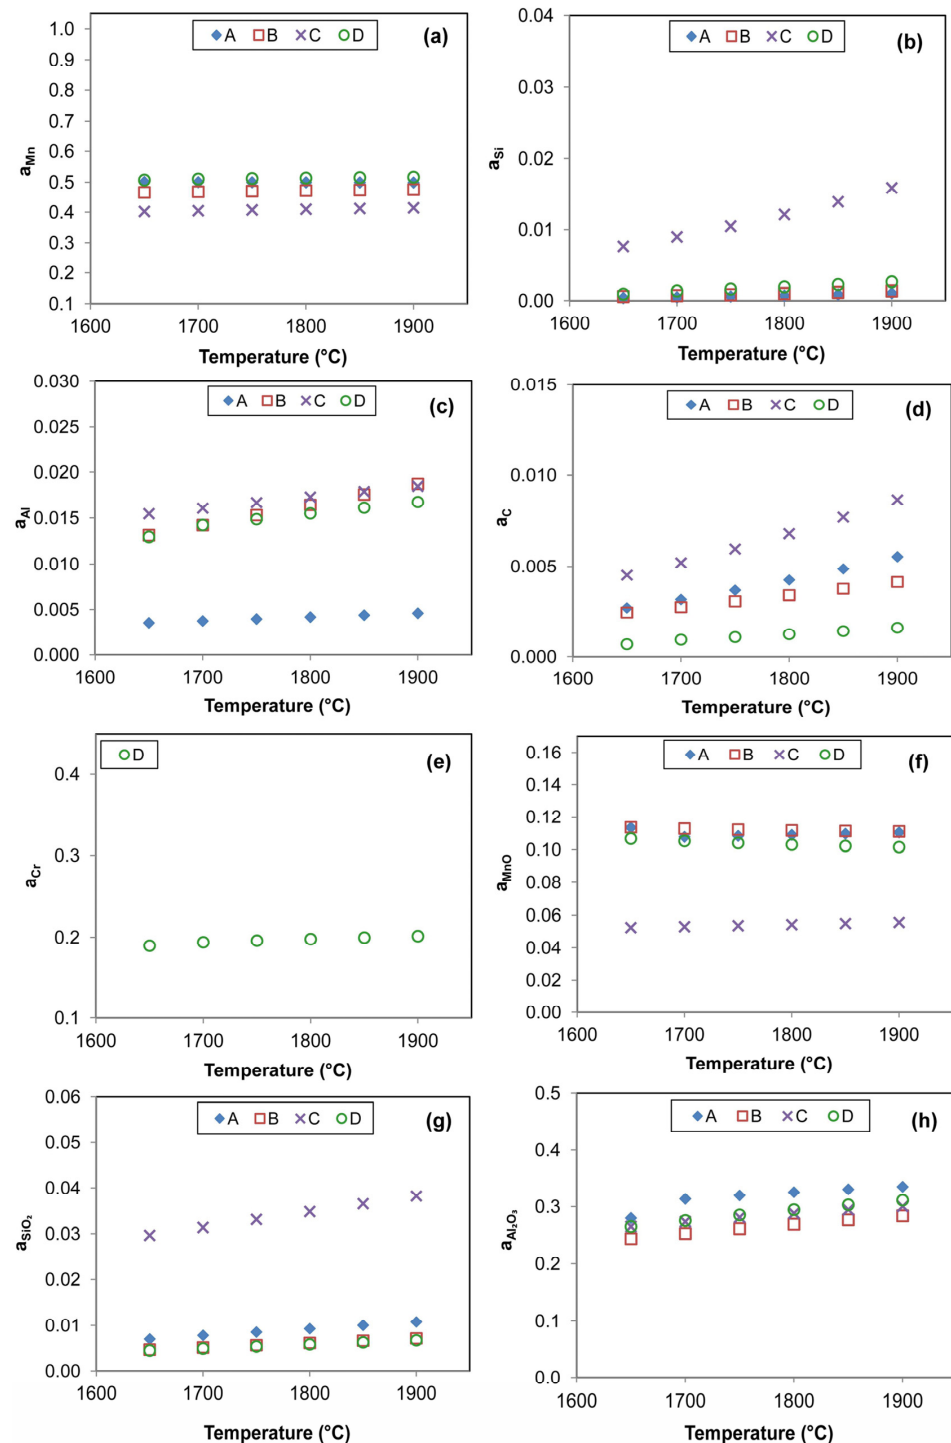 A B C D (a)
1.0
0.9
0.8
0.7
0.6
0.5
0.4
0.3
0.2
0.1
aMn
1600 1700 1800 1900
Temperature (°C)
A B C D (b)
0.04
0.03
0.02
0.01
0.00
aSi
1600 1700 1800 1900
Temperature (°C)
A B C D (c)
0.030
0.025
0.020
0.015
0.010
0.005
0.000
aAl
1600 1700 1800 1900
Temperature (°C)
A B C D (d)
0.015
0.010
0.005
0.000
aC
1600 1700 1800 1900
Temperature (°C)
D (e)
0.4
0.3
0.2
0.1
aCr
1600 1700 1800 1900
Temperature (°C)
A B C D (f)
0.16
0.14
0.12
0.10
0.08
0.06
0.04
0.02
0.00
aMnO
1600 1700 1800 1900
Temperature (°C)
A B C D (g)
0.06
0.05
0.04
0.03
0.02
0.01
0.00
aSiO₂
1600 1700 1800 1900
Temperature (°C)
A B C D (h)
0.5
0.4
0.3
0.2
0.1
0.0
aAl₂O₃
1600 1700 1800 1900
Temperature (°C)